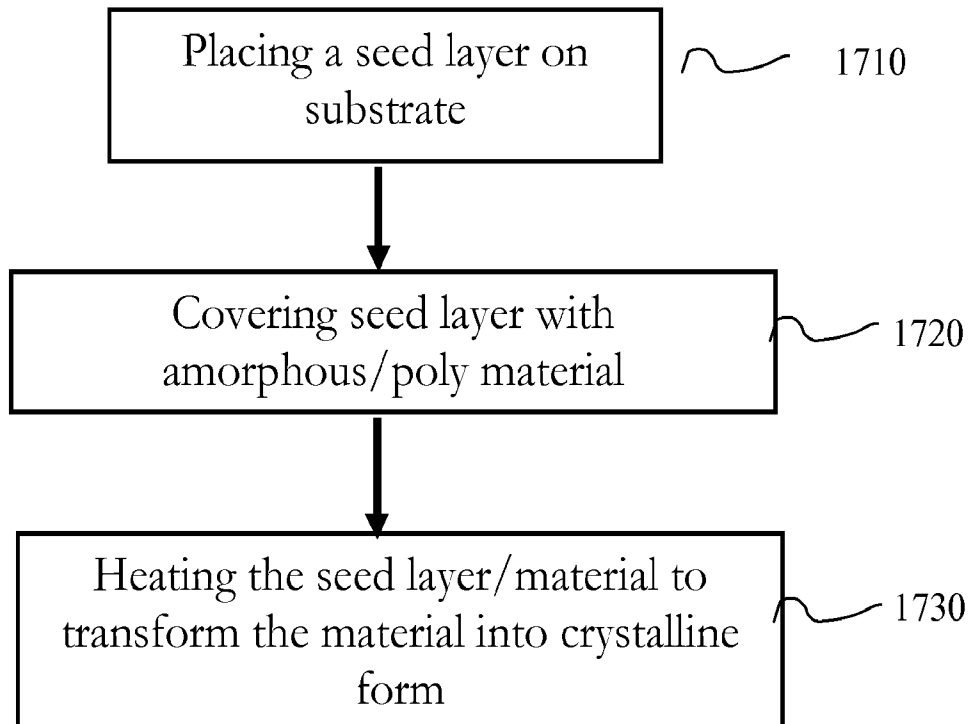 Placing a seed layer on
substrate
1710
Covering seed layer with
amorphous/poly material
1720
Heating the seed layer/material to
transform the material into crystalline
form
1730